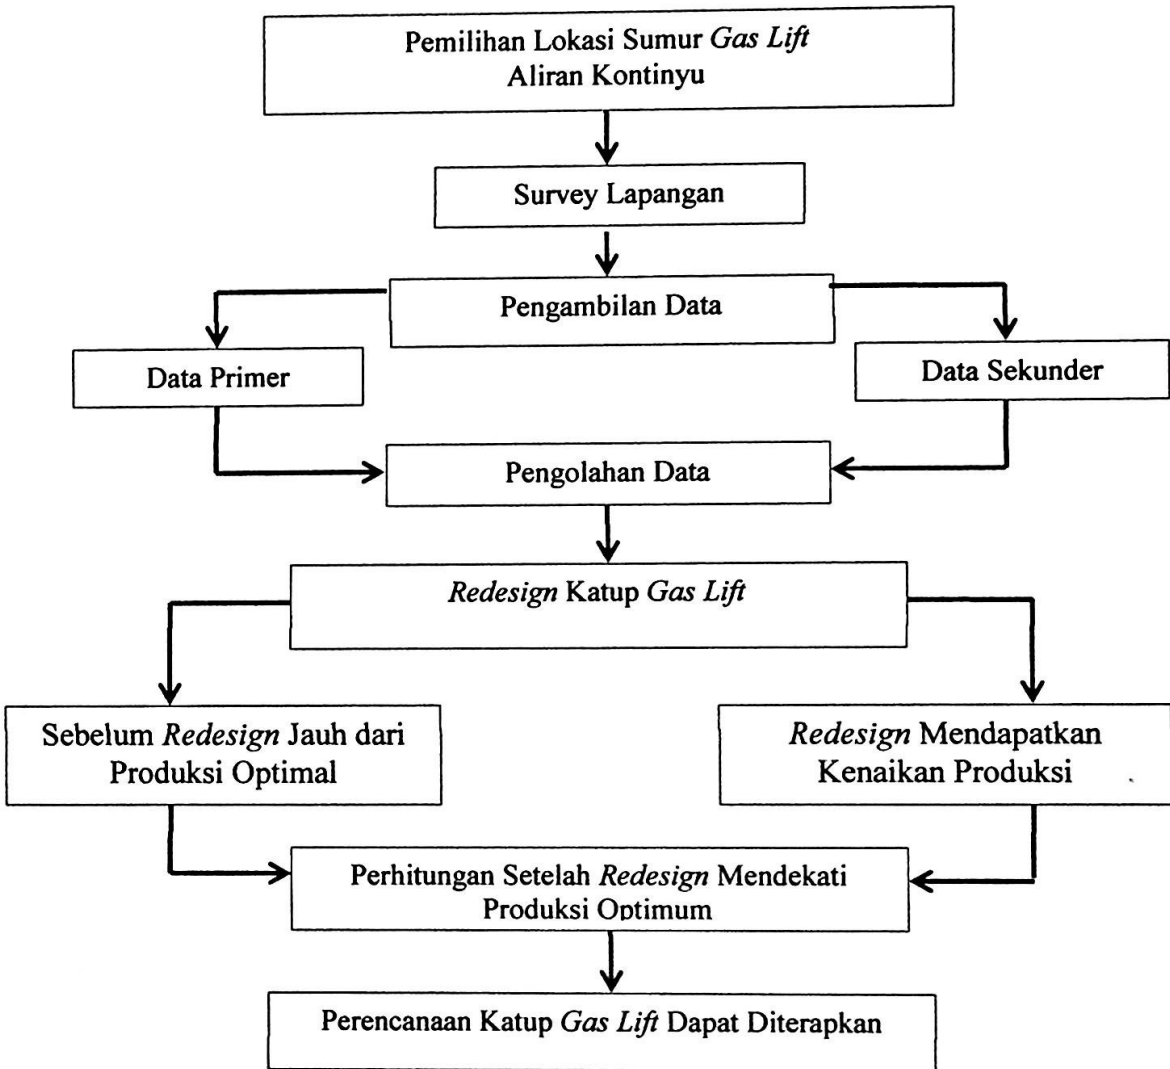 Pemilihan Lokasi Sumur Gas Lift
Aliran Kontinyu
Survey Lapangan
Pengambilan Data
Data Primer
Data Sekunder
Pengolahan Data
Redesign Katup Gas Lift
Sebelum Redesign Jauh dari
Produksi Optimal
Redesign Mendapatkan
Kenaikan Produksi
Perhitungan Setelah Redesign Mendekati
Produksi Optimum
Perencanaan Katup Gas Lift Dapat Diterapkan